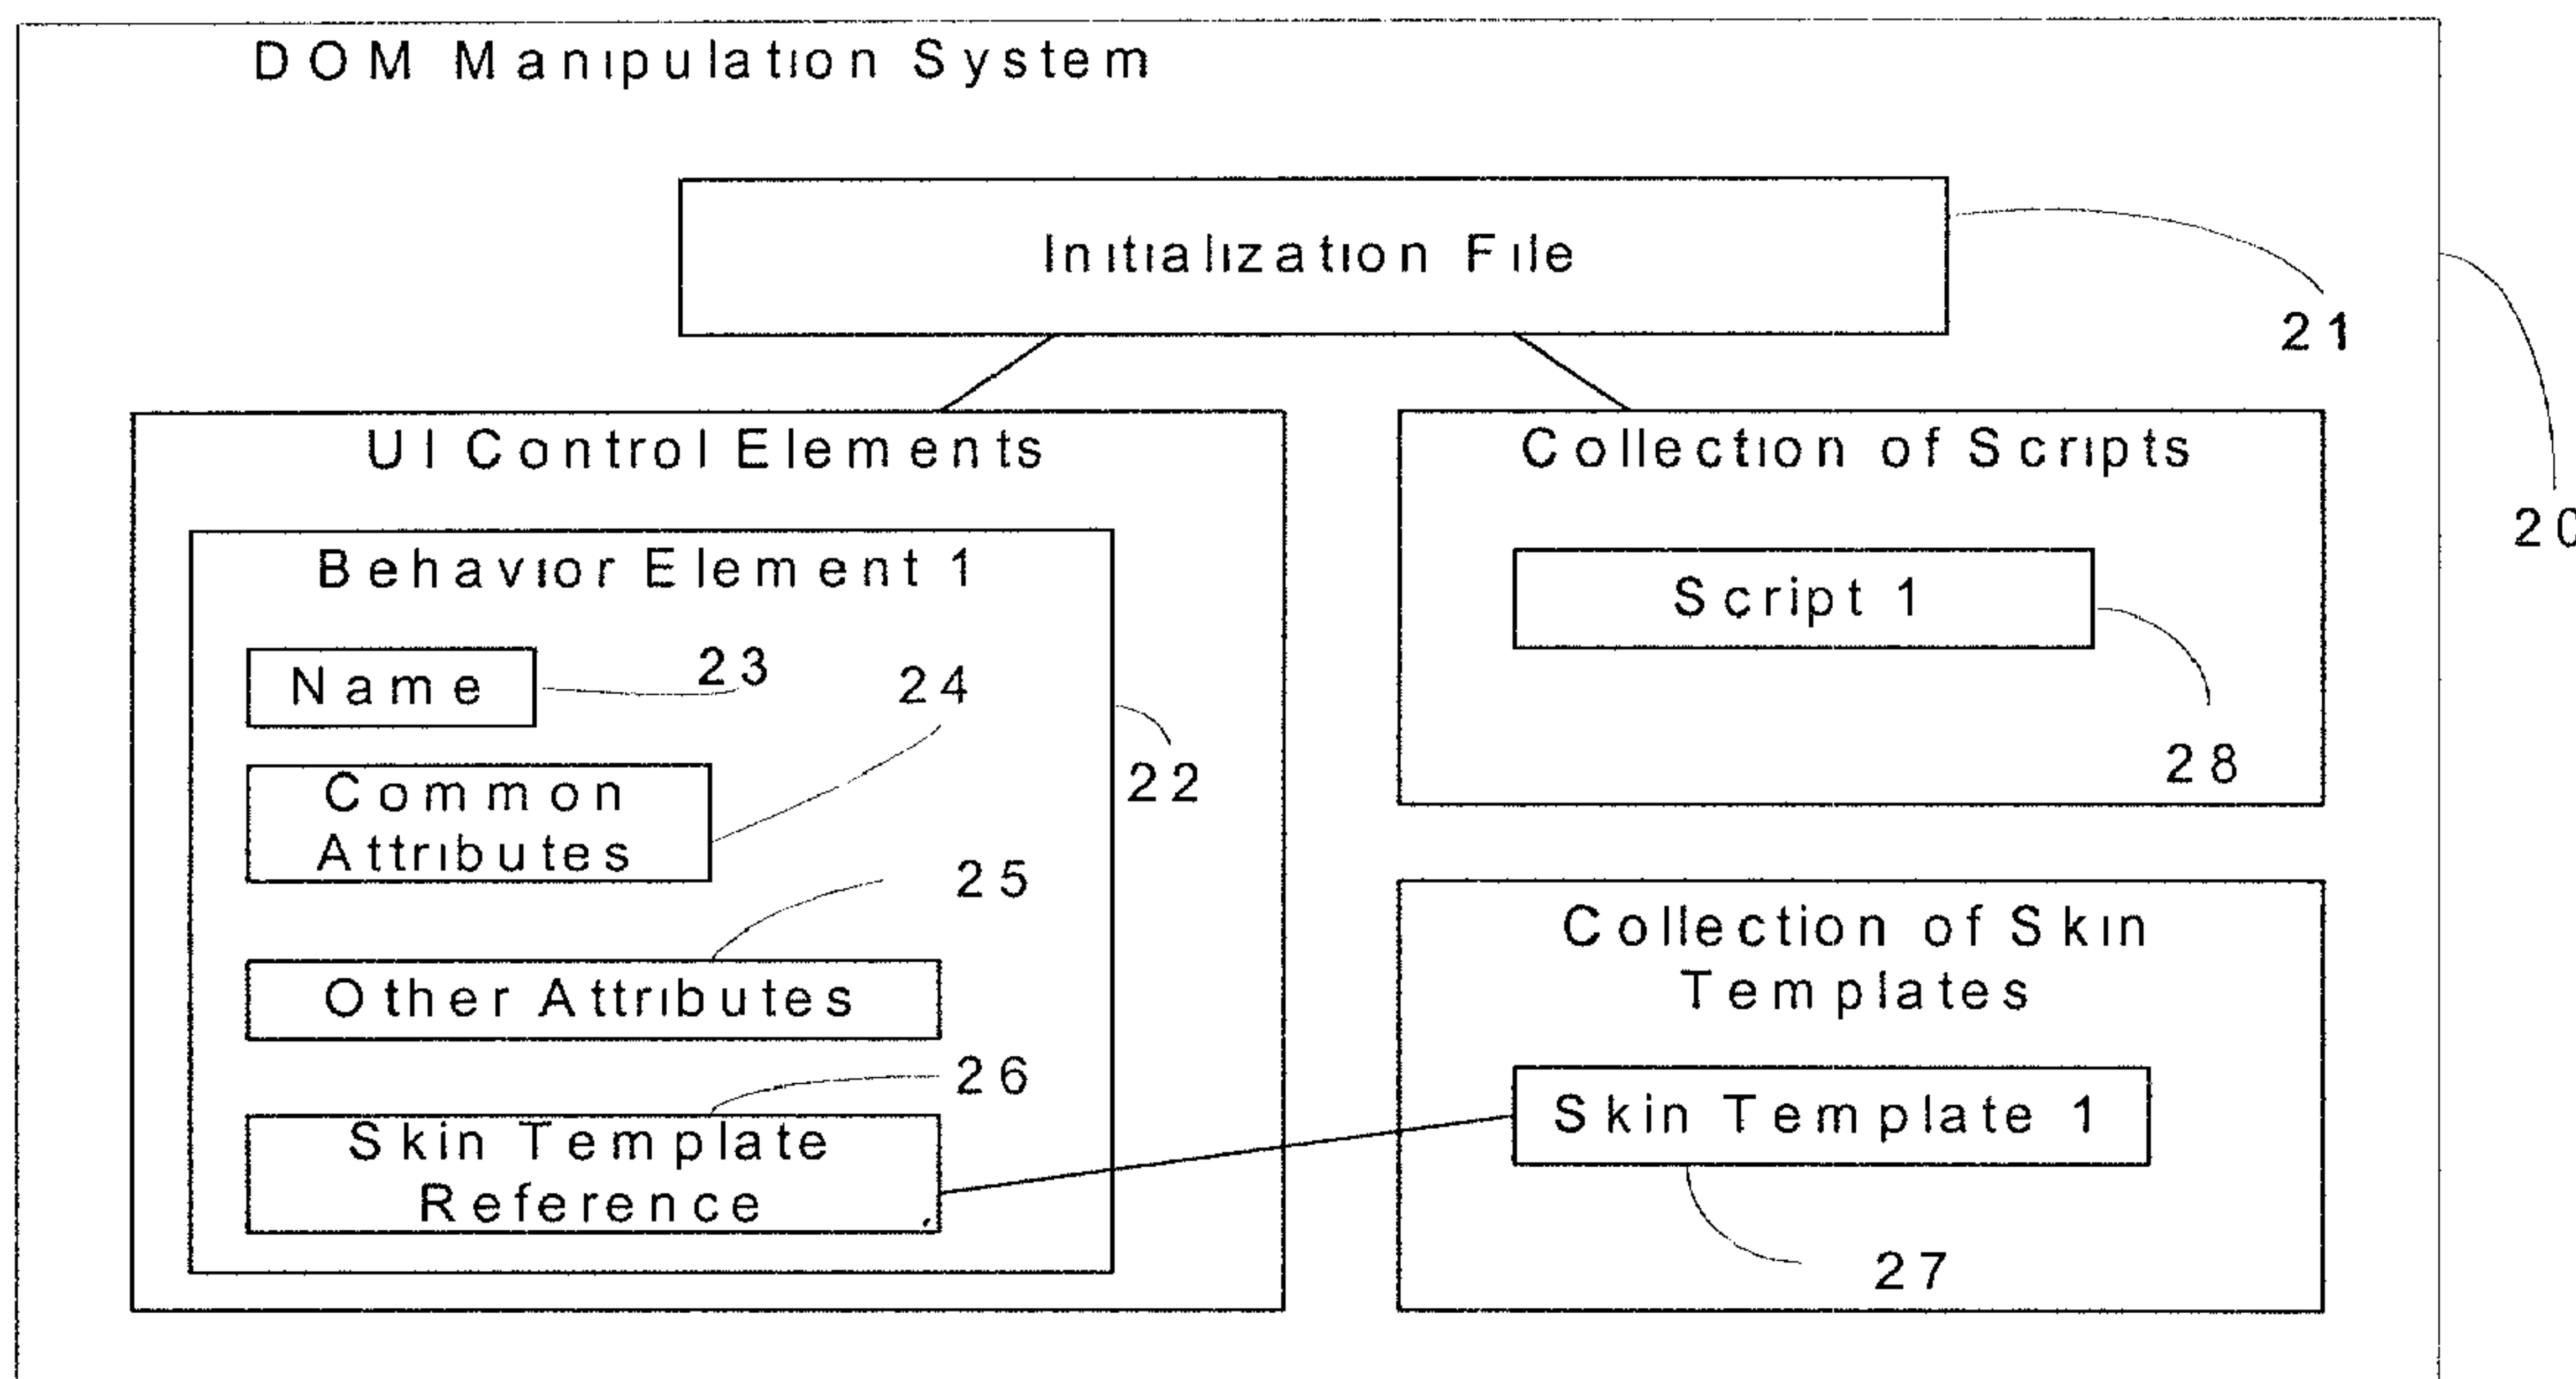 DOM Manipulation System
Initialization File
21
20
UI Control Elements
Behavior Element 1
Name
23
24
22
Common
Attributes
25
Other Attributes
26
Skin Template
Reference
Collection of Scripts
Script 1
28
Collection of Skin
Templates
Skin Template 1
27